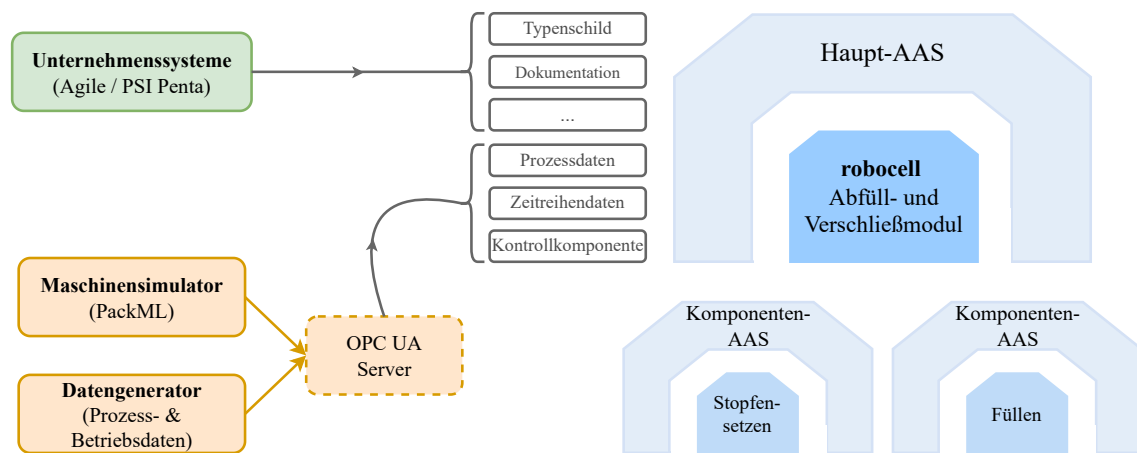 Unternehmenssysteme
(Agile / PSI Penta)
Typenschild
Dokumentation
...
Prozessdaten
Zeitreihendaten
Kontrollkomponente
Haupt-AAS
robocell
Abfüll- und
Verschließmodul
Maschinensimulator
(PackML)
Datengenerator
(Prozess- &
Betriebsdaten)
OPC UA
Server
Komponenten-
AAS
Stopfen-
setzen
Komponenten-
AAS
Füllen